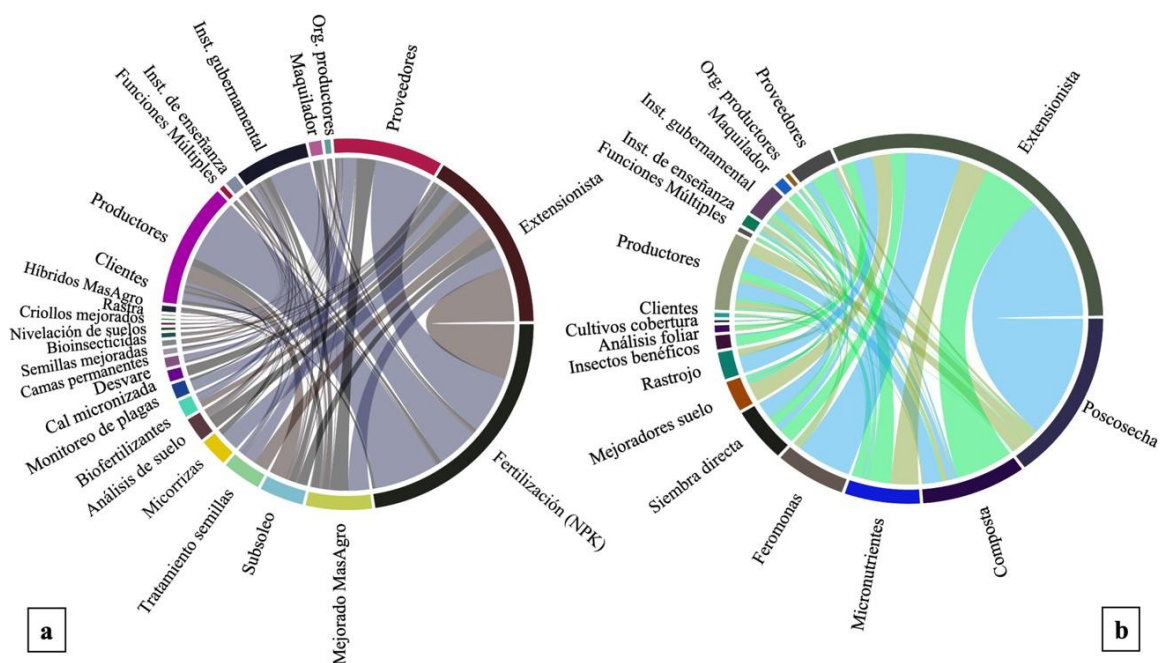 Org. productores
Maquilador
Inst. gubernamental
Inst. de enseñanza
Funciones Múltiples
Productores
Clientes
Híbridos MasAgro
Rastra
Criollos mejorados
Nivelación de suelos
Bioinsecticidas
Semillas mejoradas
Camas permanentes
Desvare
Cal micronizada
Monitoreo de plagas
Biofertilizantes
Análisis de suelo
Micorrizas
Tratamiento semillas
Subsoleo
Mejorado MasAgro
Fertilización (NPK)
Extensionista
Proveedores
a
Proveedores
Org. productores
Maquilador
Inst. gubernamental
Inst. de enseñanza
Funciones Múltiples
Productores
Clientes
Cultivos cobertura
Análisis foliar
Insectos benéficos
Rastrojo
Mejoradores suelo
Siembra directa
Feromonas
Micronutrientes
Composta
Poscosecha
Extensionista
b